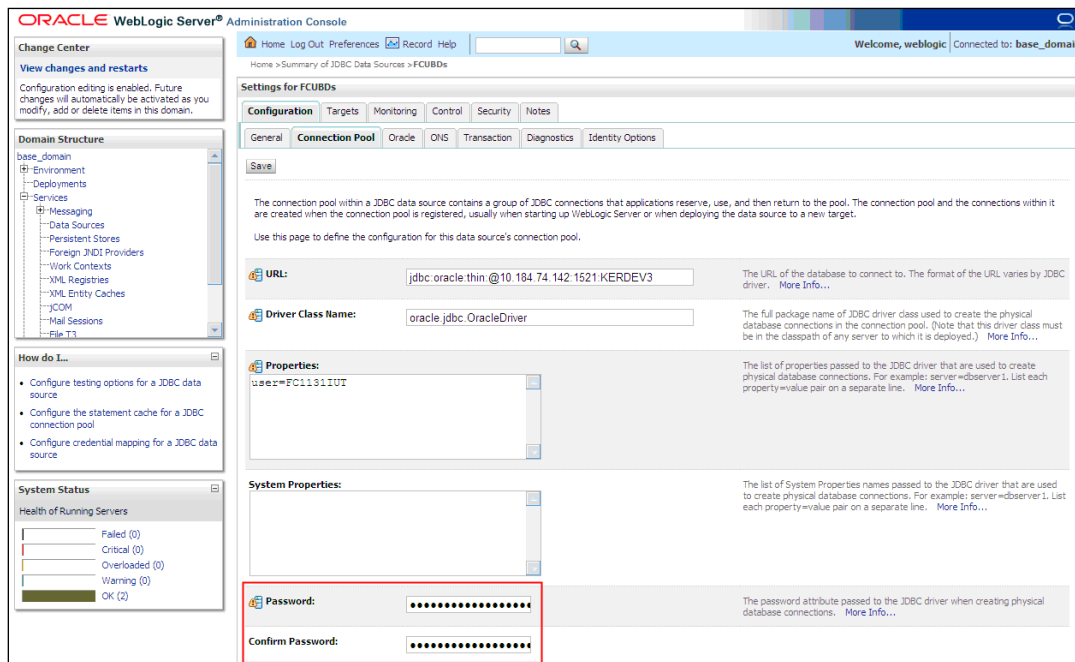 ORACLE WebLogic Server® Administration Console
Change Center
View changes and restarts
Configuration editing is enabled. Future
changes will automatically be activated as you
modify, add or delete items in this domain.
Domain Structure
base_domain
Environment
Deployments
Services
Messaging
Data Sources
Persistent Stores
Foreign JNDI Providers
Work Contexts
XML Registries
XML Entity Caches
jCOM
Mail Sessions
File T3
How do I...
• Configure testing options for a JDBC data
source
• Configure the statement cache for a JDBC
connection pool
• Configure credential mapping for a JDBC data
source
System Status
Health of Running Servers
Failed (0)
Critical (0)
Overloaded (0)
Warning (0)
OK (2)
Home Log Out Preferences Record Help
Welcome, weblogic Connected to: base_domai
Home >Summary of JDBC Data Sources >FCUBDs
Settings for FCUBDs
Configuration Targets Monitoring Control Security Notes
General Connection Pool Oracle ONS Transaction Diagnostics Identity Options
Save
The connection pool within a JDBC data source contains a group of JDBC connections that applications reserve, use, and then return to the pool. The connection pool and the connections within it
are created when the connection pool is registered, usually when starting up WebLogic Server or when deploying the data source to a new target.
Use this page to define the configuration for this data source's connection pool.
URL:
jdbc:oracle:thin:@10.184.74.142:1521:KERDEV3
The URL of the database to connect to. The format of the URL varies by JDBC
driver. More Info...
Driver Class Name:
oracle.jdbc.OracleDriver
The full package name of JDBC driver class used to create the physical
database connections in the connection pool. (Note that this driver class must
be in the classpath of any server to which it is deployed.) More Info...
Properties:
user=FC1131IUT
The list of properties passed to the JDBC driver that are used to create
physical database connections. For example: server=dbserver1. List each
property=value pair on a separate line. More Info...
System Properties:
The list of System Properties names passed to the JDBC driver that are used
to create physical database connections. For example: server=dbserver1. List
each property=value pair on a separate line. More Info...
Password:
••••••••••••••••••
The password attribute passed to the JDBC driver when creating physical
database connections. More Info...
Confirm Password:
••••••••••••••••••